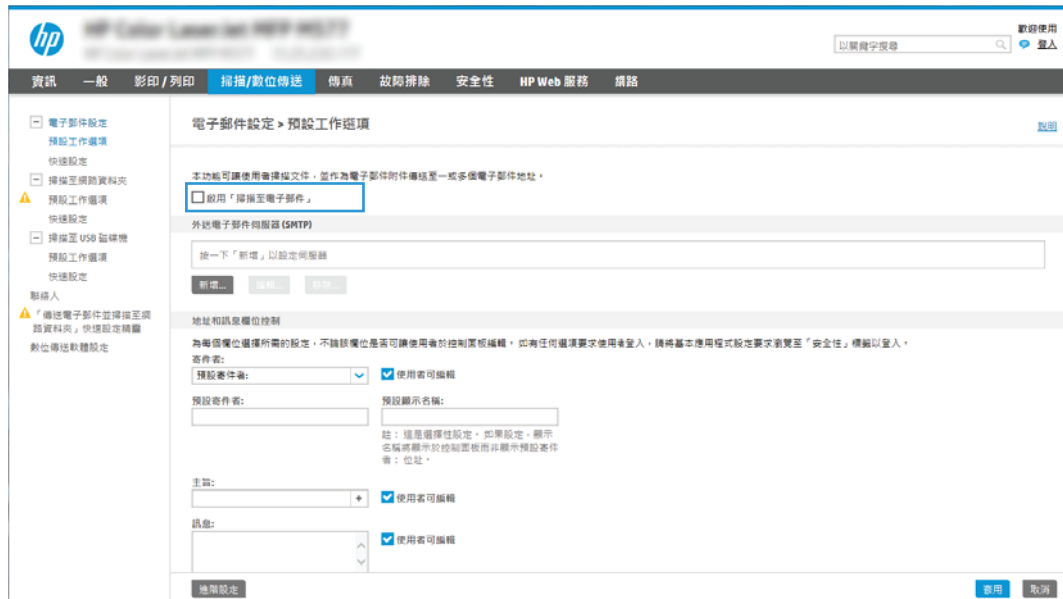 hp
歡迎使用
以關鍵字搜尋
登入
資訊 一般 影印 / 列印 掃描/數位傳送 傳真 故障排除 安全性 HP Web 服務 網路
電子郵件設定
預設工作選項
快速設定
掃描至網路資料夾
預設工作選項
快速設定
掃描至 USB 磁碟機
預設工作選項
快速設定
聯絡人
「傳送電子郵件並掃描至網
路資料夾」快速設定精靈
數位傳送軟體設定
電子郵件設定 > 預設工作選項
說明
本功能可讓使用者掃描文件，並作為電子郵件附件傳送至一或多個電子郵件地址。
啟用「掃描至電子郵件」
外送電子郵件伺服器 (SMTP)
按一下「新增」以設定伺服器
新增... 編輯... 移除...
地址和訊息欄位控制
為每個欄位選擇所需的設定，不論該欄位是否可讓使用者於控制面板編輯。 如有任何選項要求使用者登入，請將基本應用程式設定要求瀏覽至「安全性」標籤以登入。
寄件者:
預設寄件者: 使用者可編輯
預設寄件者: 預設顯示名稱:
註： 這是選擇性設定。 如果設定，顯示
名稱將顯示於控制面板而非顯示預設寄件
者： 位址。
主旨:
使用者可編輯
訊息:
使用者可編輯
進階設定 套用 取消